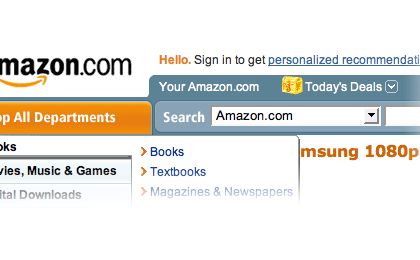 amazon.com
Hello. Sign in to get personalized recommendati
Your Amazon.com Today's Deals
op All Departments
Search Amazon.com
oks
Books
msung 1080p
vies, Music & Games
Textbooks
ital Downloads
Magazines & Newspapers